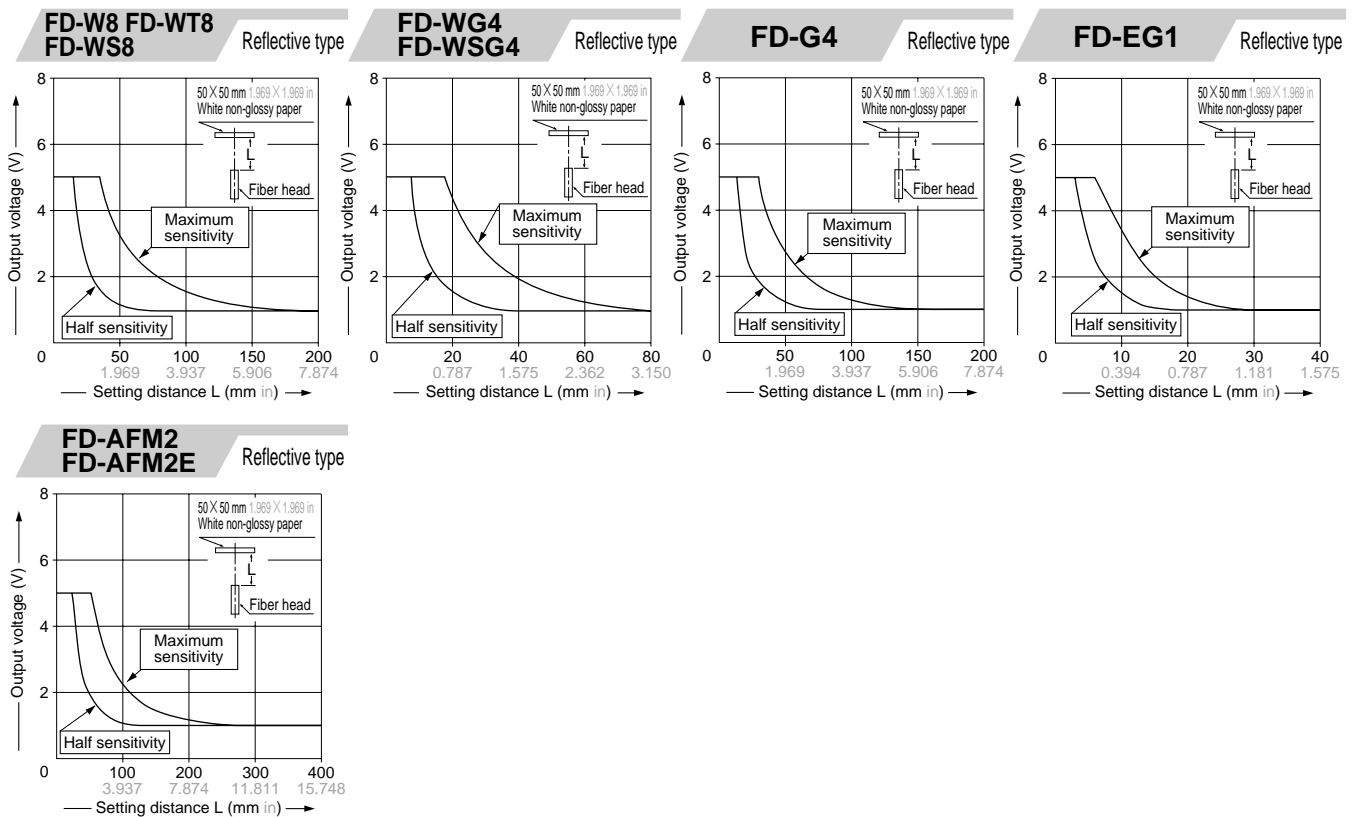 FD-W8 FD-WT8
FD-WS8
Reflective type
8
6
4
2
0
Output voltage (V)
50 X 50 mm 1.969 X 1.969 in
White non-glossy paper
L
Fiber head
Maximum
sensitivity
Half sensitivity
50 100 150 200
1.969 3.937 5.906 7.874
Setting distance L (mm in)
FD-WG4
FD-WSG4
Reflective type
8
6
4
2
0
Output voltage (V)
50 X 50 mm 1.969 X 1.969 in
White non-glossy paper
L
Fiber head
Maximum
sensitivity
Half sensitivity
20 40 60 80
0.787 1.575 2.362 3.150
Setting distance L (mm in)
FD-G4
Reflective type
8
6
4
2
0
Output voltage (V)
50 X 50 mm 1.969 X 1.969 in
White non-glossy paper
L
Fiber head
Maximum
sensitivity
Half sensitivity
50 100 150 200
1.969 3.937 5.906 7.874
Setting distance L (mm in)
FD-EG1
Reflective type
8
6
4
2
0
Output voltage (V)
50 X 50 mm 1.969 X 1.969 in
White non-glossy paper
L
Fiber head
Maximum
sensitivity
Half sensitivity
10 20 30 40
0.394 0.787 1.181 1.575
Setting distance L (mm in)
FD-AFM2
FD-AFM2E
Reflective type
8
6
4
2
0
Output voltage (V)
50 X 50 mm 1.969 X 1.969 in
White non-glossy paper
L
Fiber head
Maximum
sensitivity
Half sensitivity
100 200 300 400
3.937 7.874 11.811 15.748
Setting distance L (mm in)